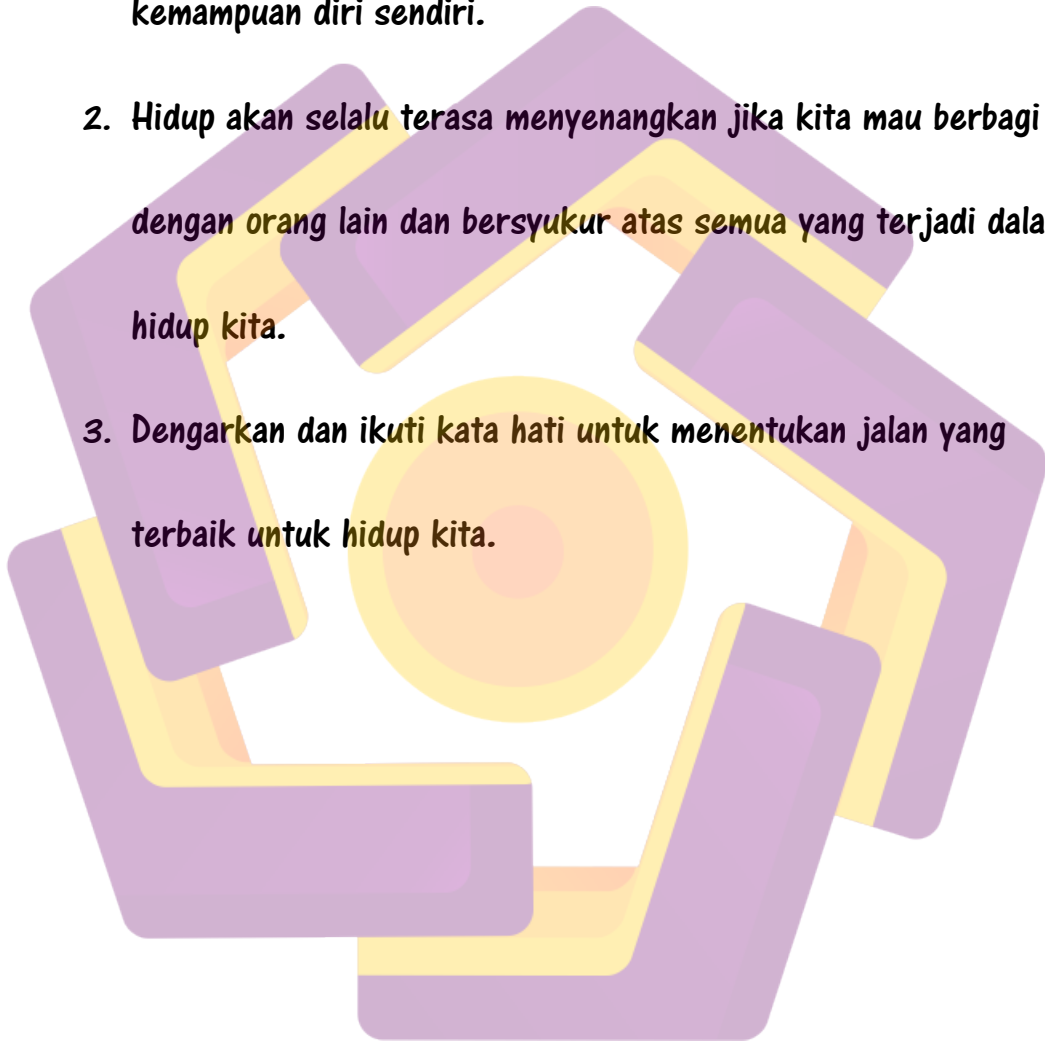 kemampuan diri sendiri.
2. Hidup akan selalu terasa menyenangkan jika kita mau berbagi
dengan orang lain dan bersyukur atas semua yang terjadi dala
hidup kita.
3. Dengarkan dan ikuti kata hati untuk menentukan jalan yang
terbaik untuk hidup kita.